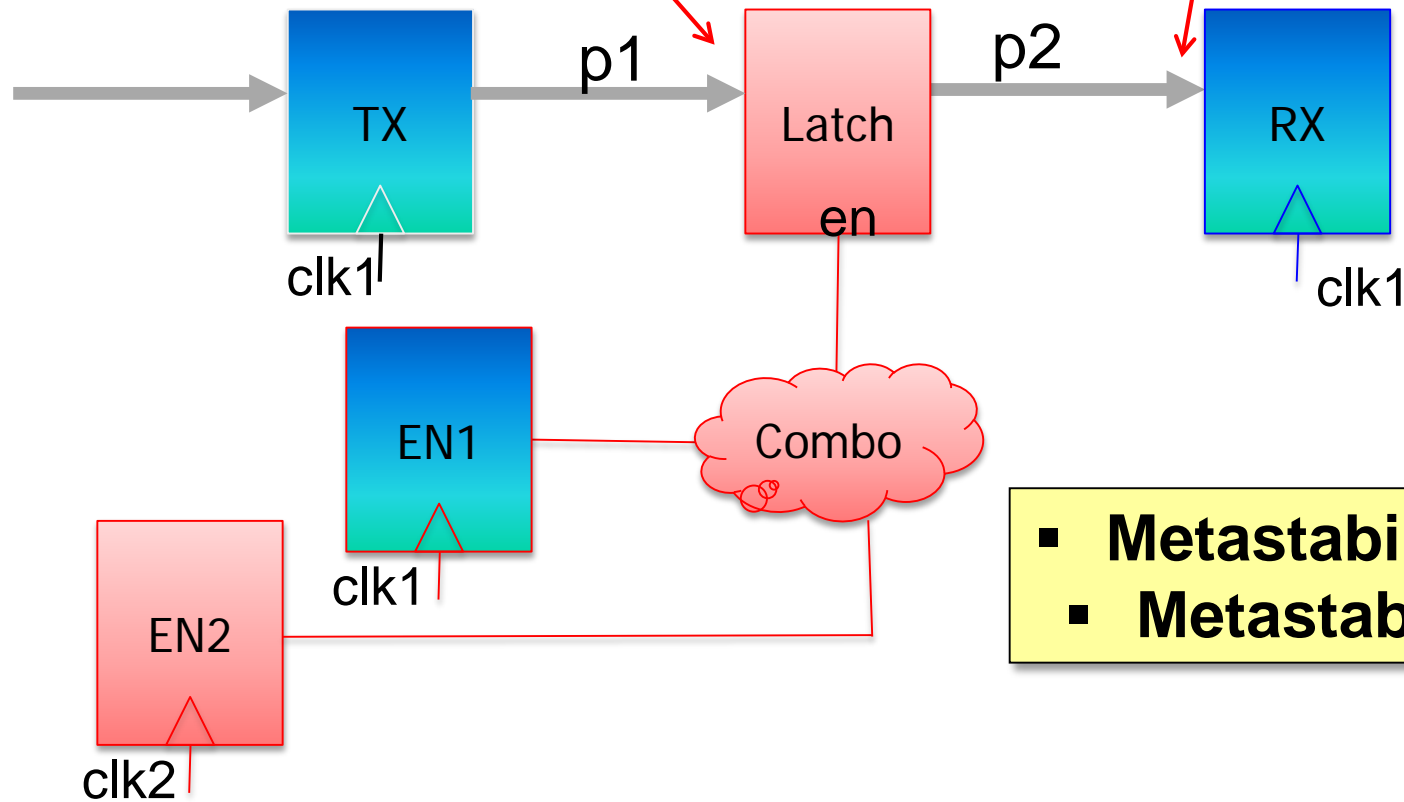 p1
p2
TX
Latch
RX
en
clk1
clk1
EN1
Combo
clk1
EN2
clk2
▪ Metastabi
▪ Metastab